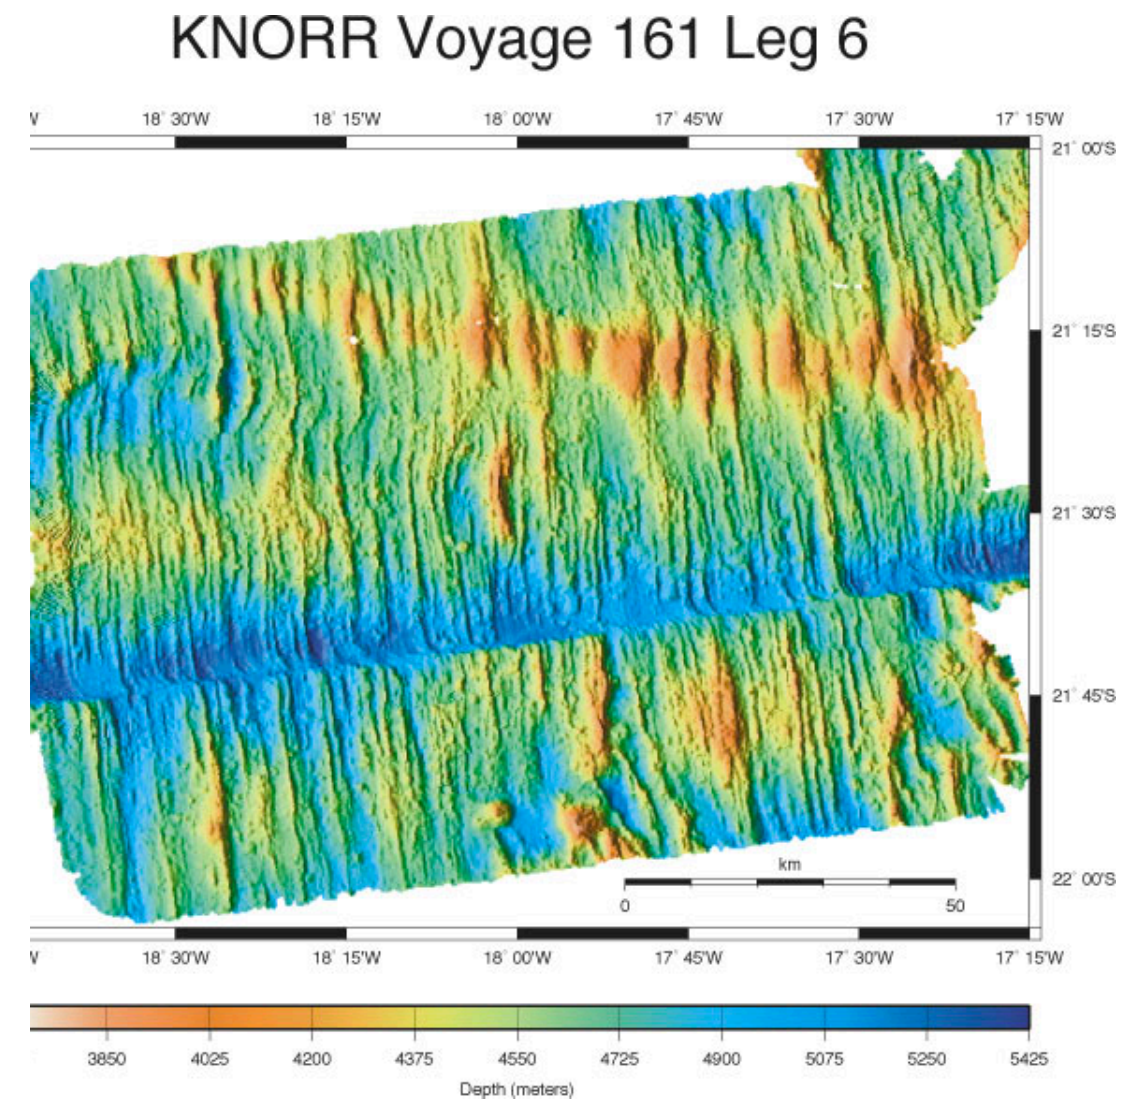 KNORR Voyage 161 Leg 6
W 18° 30'W 18° 15'W 18° 00'W 17° 45'W 17° 30'W 17° 15'W
21° 00'S
21° 15'S
21° 30'S
21° 45'S
22° 00'S
km
0 50
W 18° 30'W 18° 15'W 18° 00'W 17° 45'W 17° 30'W 17° 15'W
3850 4025 4200 4375 4550 4725 4900 5075 5250 5425
Depth (meters)